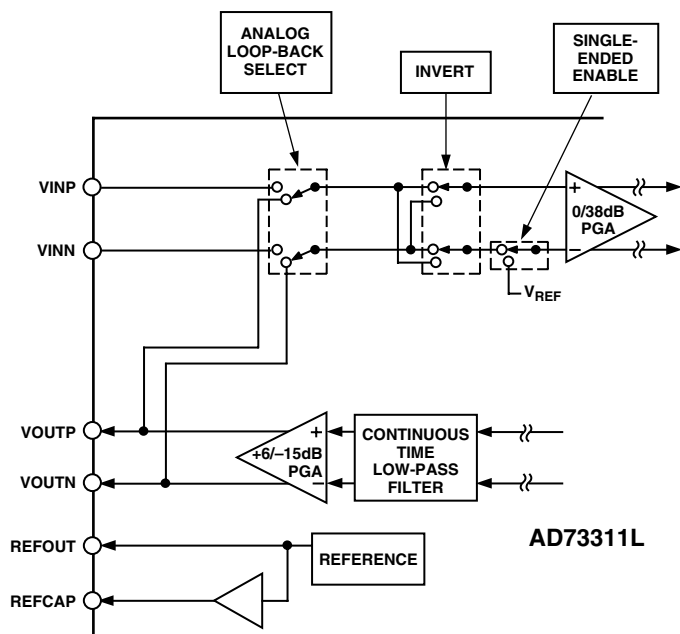 ANALOG
LOOP-BACK
SELECT
INVERT
SINGLE-
ENDED
ENABLE
VINP
VINN
+
0/38dB
PGA
–
VREF
VOUTP
VOUTN
+
+6/–15dB
PGA
–
CONTINUOUS
TIME
LOW-PASS
FILTER
REFOUT
REFCAP
REFERENCE
AD73311L